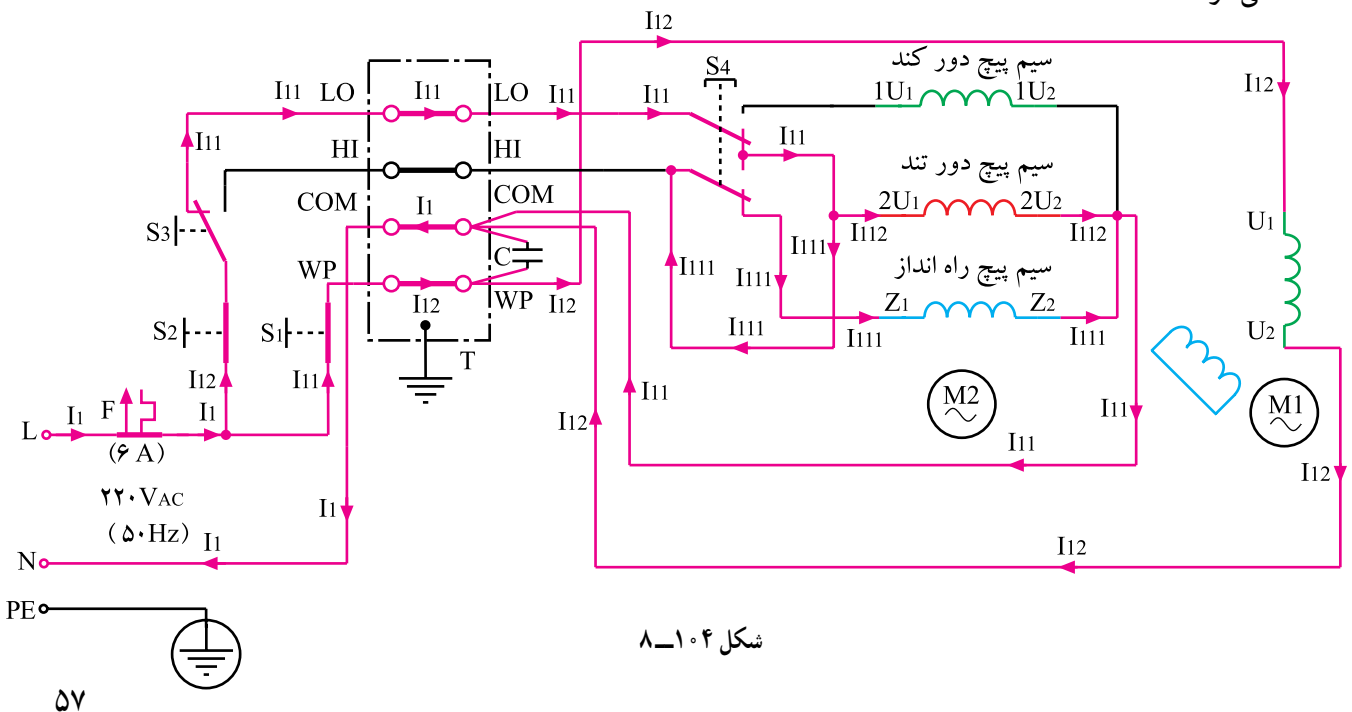 I12
سیم پیچ دور کند
S4
1U1 1U2
I12
I11 LO I11 LO I11 I11
I11 HI HI I11
سیم پیچ دور تند
COM I1 COM
2U1 2U2
U1
S3 I112 I112
I111 I111 I111
C
سیم پیچ راه انداز
WP I12 WP I12
Z1 Z2
U2
S2 S1 I111 I111 I111
T
I12 I11 I11 M2 M1
L I1 F I1 I12 I11
(۶ A)
I11 I12
۲۲۰VAC
(۵۰Hz) I1
N I1 I12
PE
شکل ۱۰۴ــ۸
۵۷